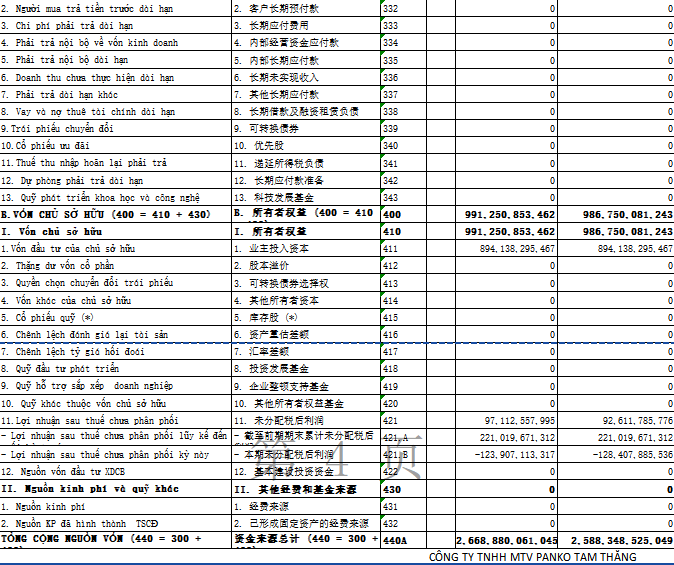 2. Người mua trả tiền trước dài hạn 2. 客户长期预付款 332 0 0
3. Chi phí phải trả dài hạn 3. 长期应付费用 333 0 0
4. Phải trả nội bộ về vốn kinh doanh 4. 内部经营资金应付款 334 0 0
5. Phải trả nội bộ dài hạn 5. 内部长期应付款 335 0 0
6. Doanh thu chưa thực hiện dài hạn 6. 长期未实现收入 336 0 0
7. Phải trả dài hạn khác 7. 其他长期应付款 337 0 0
8. Vay và nợ thuê tài chính dài hạn 8. 长期借款及融资租赁负债 338 0 0
9.Trái phiếu chuyển đổi 9. 可转换债券 339 0 0
10.Cổ phiếu ưu đãi 10. 优先股 340 0 0
11.Thuế thu nhập hoãn lại phải trả 11. 递延所得税负债 341 0 0
12. Dự phòng phải trả dài hạn 12. 长期应付款准备 342 0 0
13. Quỹ phát triển khoa học và công nghệ 13. 科技发展基金 343 0 0
B.VỐN CHỦ SỞ HỮU (400 = 410 + 430) B. 所有者权益 (400 = 410 400 991,250,853,462 986,750,081,243
I. Vốn chủ sở hữu I. 所有者权益 410 991,250,853,462 986,750,081,243
1.Vốn đầu tư của chủ sở hữu 1. 业主投入资本 411 894,138,295,467 894,138,295,467
2. Thặng dư vốn cổ phần 2. 股本溢价 412 0 0
3. Quyền chọn chuyển đổi trái phiếu 3. 可转换债券选择权 413 0 0
4. Vốn khác của chủ sở hữu 4. 其他所有者资本 414 0 0
5. Cổ phiếu quỹ (*) 5. 库存股 (*) 415 0 0
6. Chênh lệch đánh giá lại tài sản 6. 资产重估差额 416 0 0
7. Chênh lệch tỷ giá hối đoái 7. 汇率差额 417 0 0
8. Quỹ đầu tư phát triển 8. 投资发展基金 418 0 0
9. Quỹ hỗ trợ sắp xếp doanh nghiệp 9. 企业整顿支持基金 419 0 0
10. Quỹ khác thuộc vốn chủ sở hữu 10. 其他所有者权益基金 420 0 0
11.Lợi nhuận sau thuế chưa phân phối 11. 未分配税后利润 421 97,112,557,995 92,611,785,776
- Lợi nhuận sau thuế chưa phân phối lũy kế đến - 截至前期期末累计未分配税后 421.A 221,019,671,312 221,019,671,312
- Lợi nhuận sau thuế chưa phân phối kỳ này - 本期未分配税后利润 421.B -123,907,113,317 -128,407,885,536
12. Nguồn vốn đầu tư XDCB 12. 基本建设投资资金 422 0 0
第 4 页
II. Nguồn kinh phí và quỹ khác II. 其他经费和基金来源 430 0 0
1. Nguồn kinh phí 1. 经费来源 431 0 0
2. Nguồn KP đã hình thành TSCĐ 2. 已形成固定资产的经费来源 432 0 0
TỔNG CỘNG NGUỒN VỐN (440 = 300 + 资金来源总计 (440 = 300 + 440A 2,668,880,061,045 2,588,348,525,049
CÔNG TY TNHH MTV PANKO TAM THĂNG